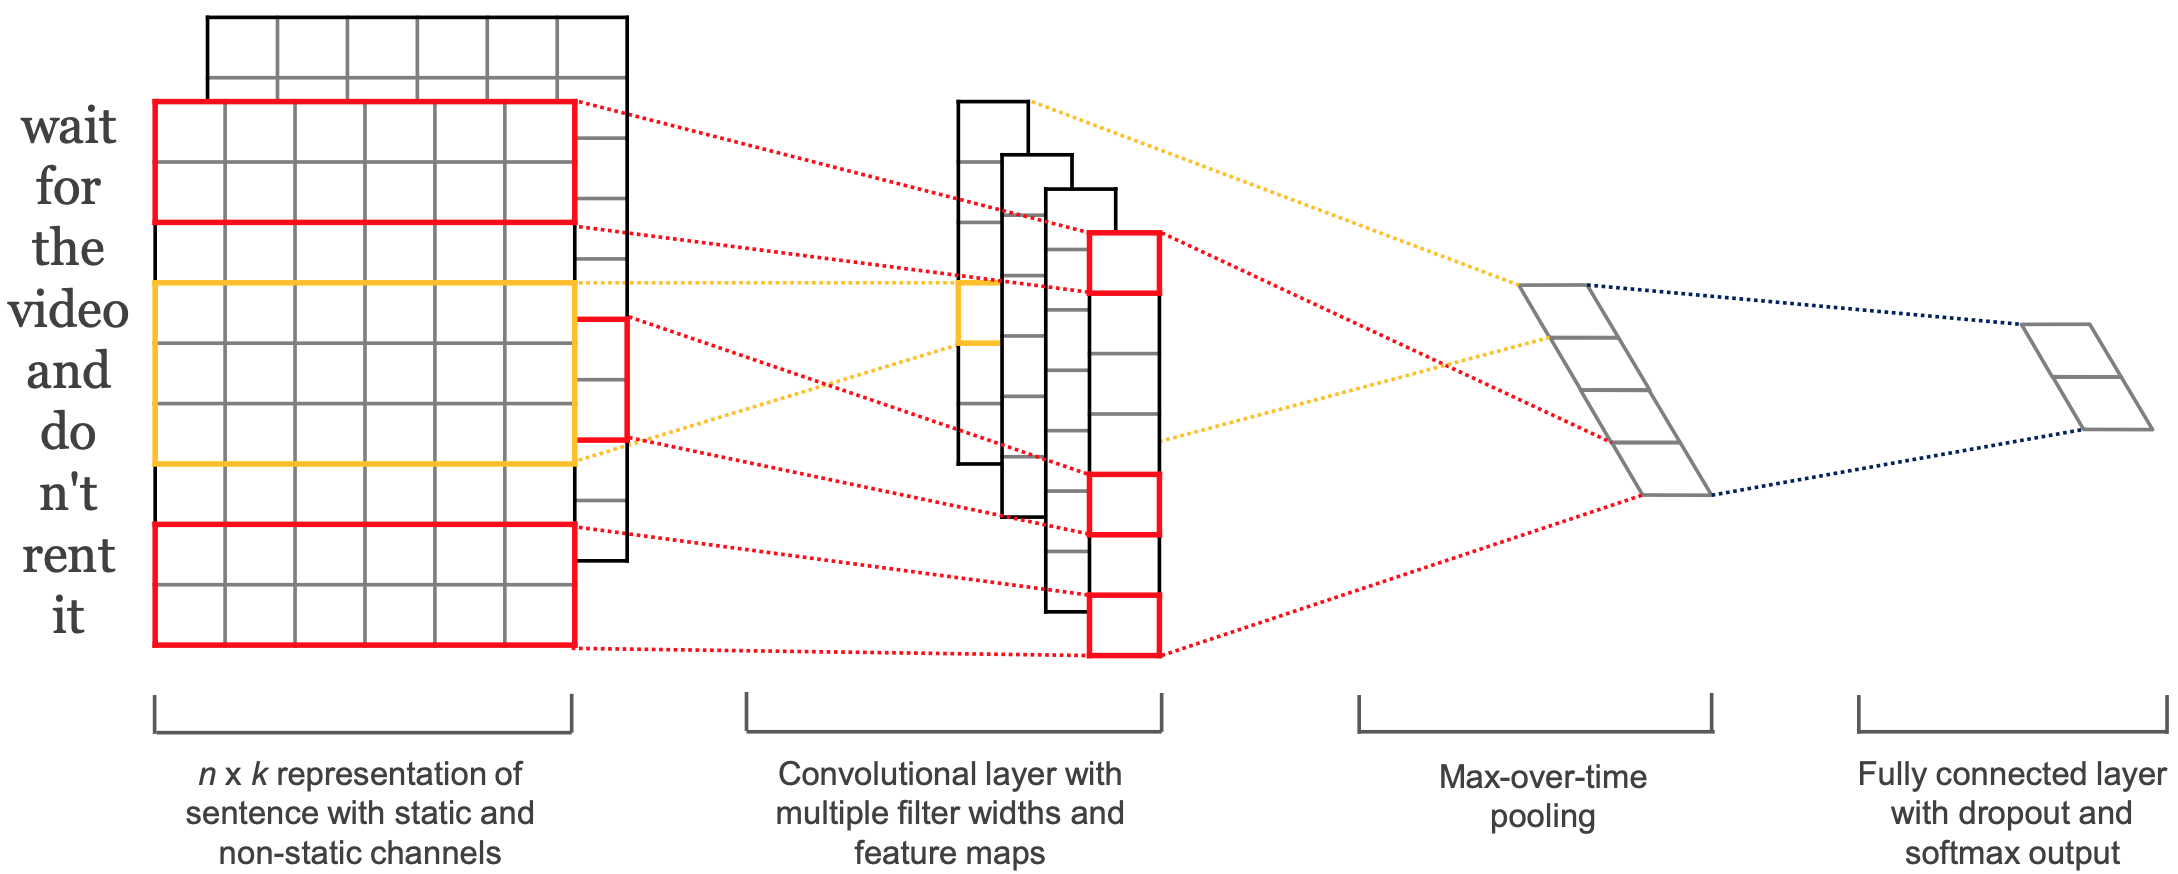 wait
for
the
video
and
do
n't
rent
it
n x k representation of
sentence with static and
non-static channels
Convolutional layer with
multiple filter widths and
feature maps
Max-over-time
pooling
Fully connected layer
with dropout and
softmax output